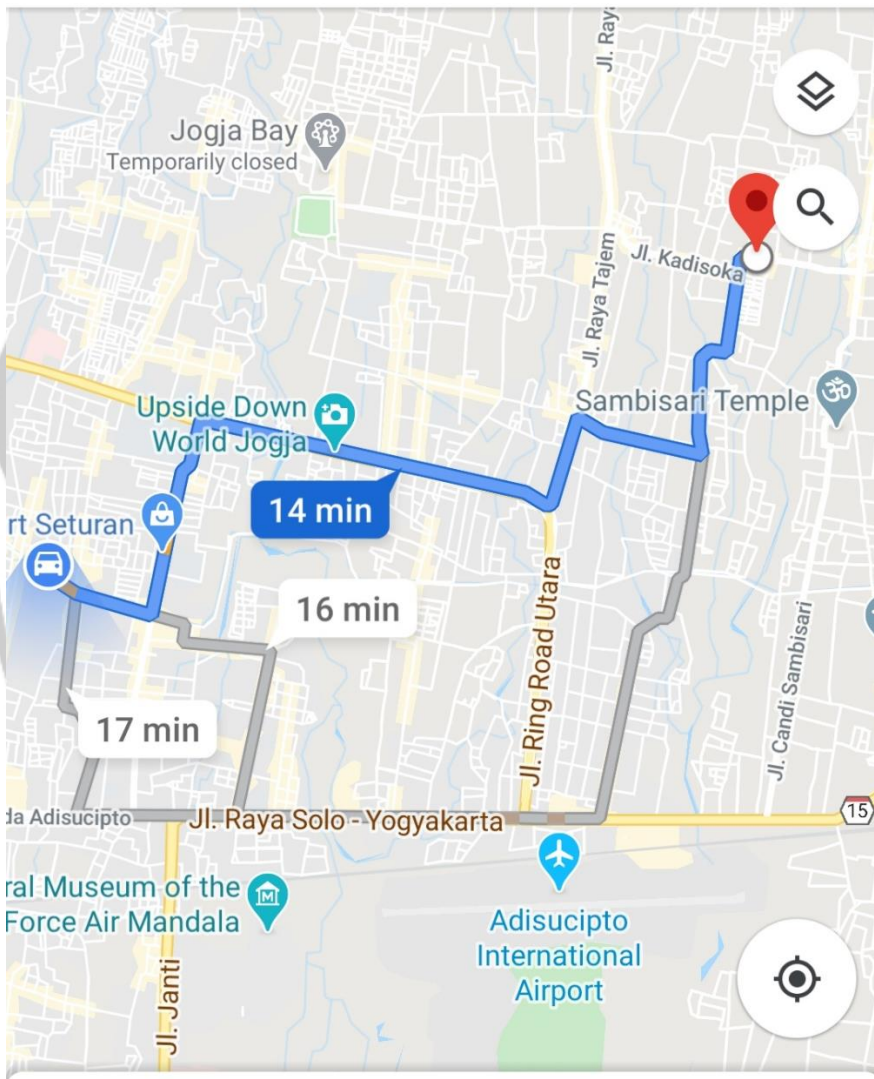 Jl. Raya
Jogja Bay
Temporarily closed
Jl. Kadisoka
Jl. Raya Tajem
Upside Down
World Jogja
Sambisari Temple
14 min
rt Seturan
16 min
17 min
Jl. Ring Road Utara
Jl. Candi Sambisari
da Adisucipto
Jl. Raya Solo - Yogyakarta
15
ral Museum of the
Force Air Mandala
Adisucipto
International
Airport
Jl. Janti